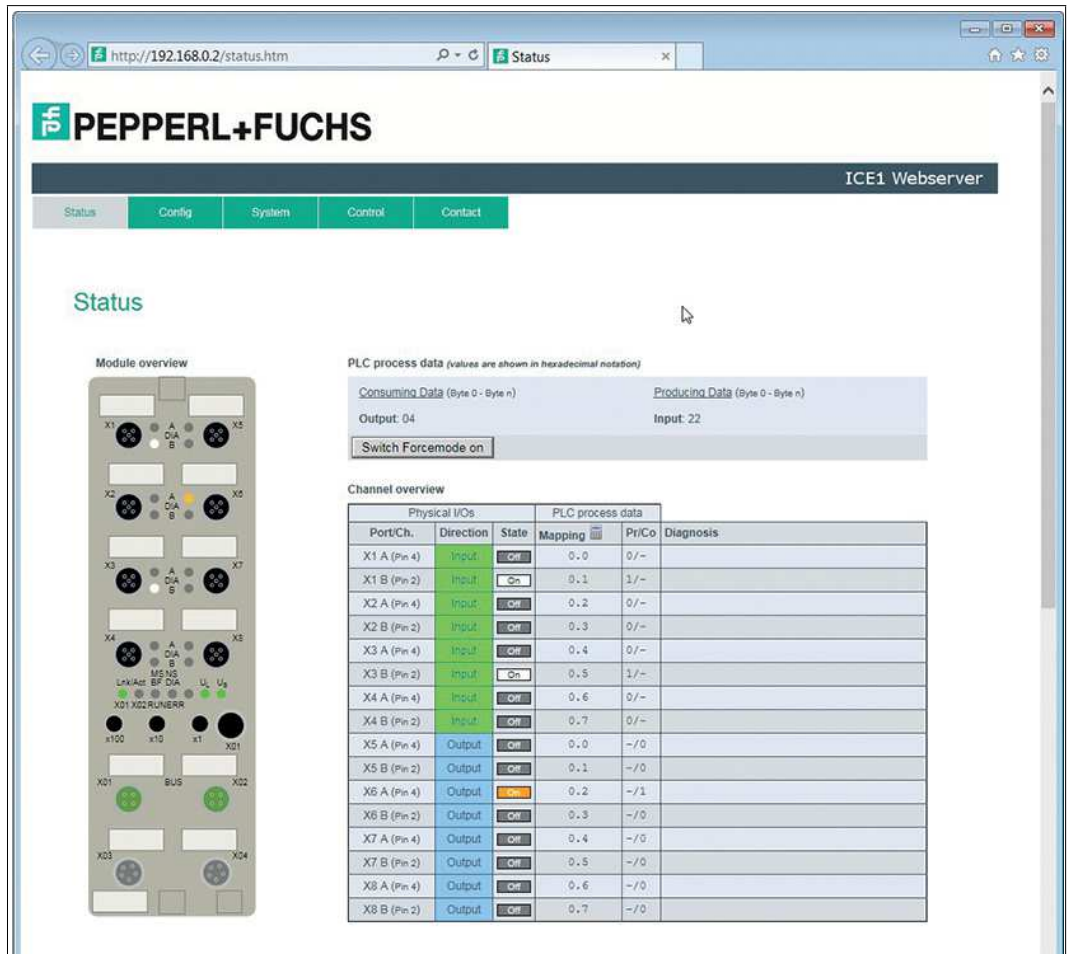 http://192.168.0.2/status.htm
Status
PEPPERL+FUCHS
ICE1 Webserver
Status Config System Control Contact
Status
Module overview
X1 A X5
DIA
B
X2 A X6
DIA
B
X3 A X7
DIA
B
X4 A X8
DIA
B
MS NS
Lnk/Act BF DIA UL US
X01 X02 RUN ERR
x100 x10 x1 X01
X01 BUS X02
X03 X04
PLC process data (values are shown in hexadecimal notation)
Consuming Data (Byte 0 - Byte n) Producing Data (Byte 0 - Byte n)
Output: 04 Input: 22
Switch Forcemode on
Channel overview
Physical I/Os PLC process data
Port/Ch. Direction State Mapping Pr/Co Diagnosis
X1 A (Pin 4) Input Off 0.0 0/-
X1 B (Pin 2) Input On 0.1 1/-
X2 A (Pin 4) Input Off 0.2 0/-
X2 B (Pin 2) Input Off 0.3 0/-
X3 A (Pin 4) Input Off 0.4 0/-
X3 B (Pin 2) Input On 0.5 1/-
X4 A (Pin 4) Input Off 0.6 0/-
X4 B (Pin 2) Input Off 0.7 0/-
X5 A (Pin 4) Output Off 0.0 -/0
X5 B (Pin 2) Output Off 0.1 -/0
X6 A (Pin 4) Output On 0.2 -/1
X6 B (Pin 2) Output Off 0.3 -/0
X7 A (Pin 4) Output Off 0.4 -/0
X7 B (Pin 2) Output Off 0.5 -/0
X8 A (Pin 4) Output Off 0.6 -/0
X8 B (Pin 2) Output Off 0.7 -/0